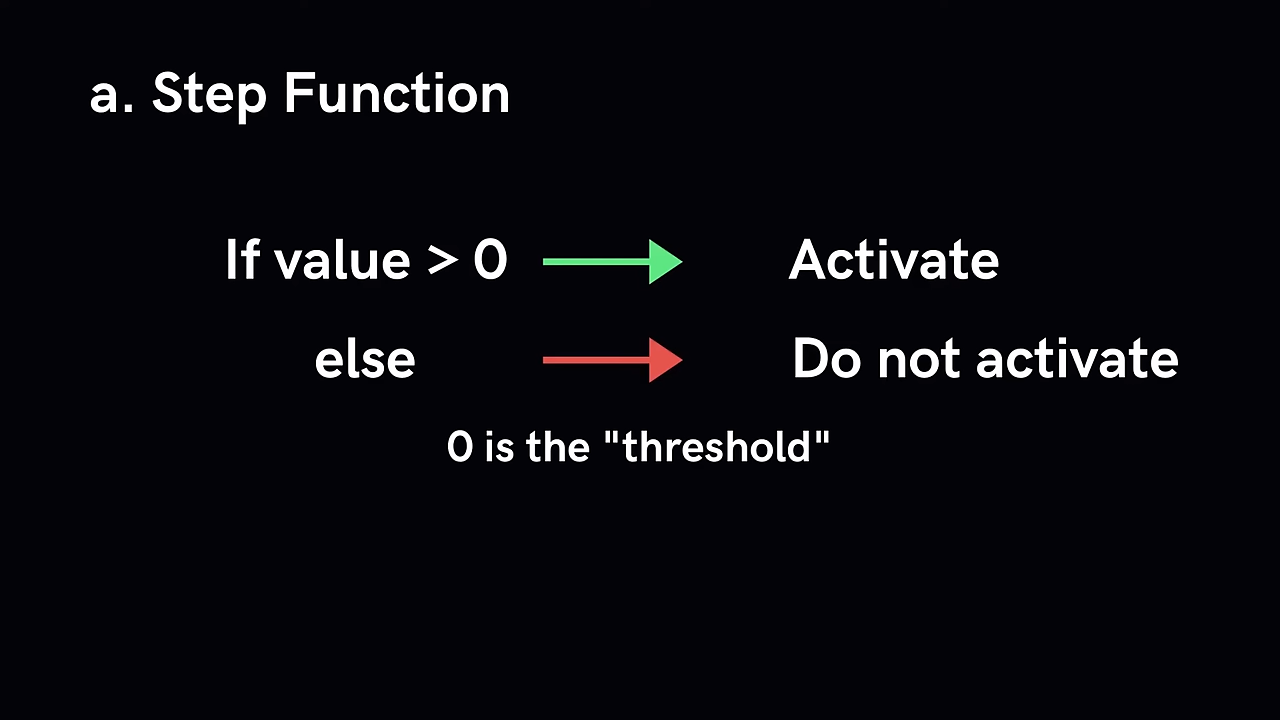 a. Step Function
If value > 0 Activate
else Do not activate
0 is the "threshold"